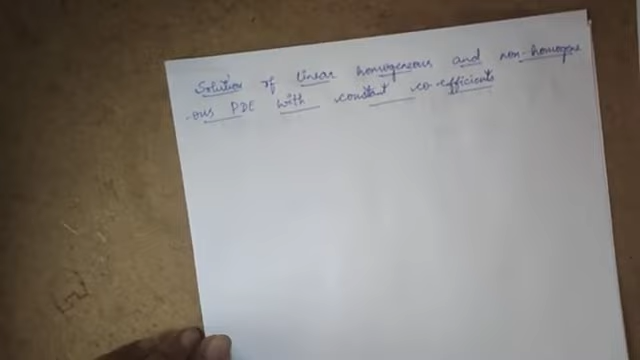 Solution of linear homogeneous and non-homogene
-ous PDE with constant co-efficients